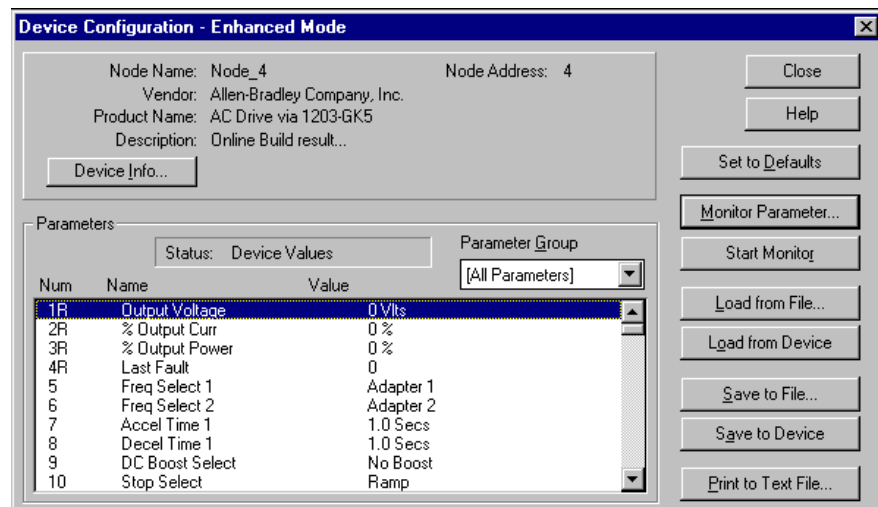 Device Configuration - Enhanced Mode
Node Name: Node_4 Node Address: 4
Vendor: Allen-Bradley Company, Inc.
Product Name: AC Drive via 1203-GK5
Description: Online Build result...
Device Info...
Close
Help
Set to Defaults
Monitor Parameter...
Start Monitor
Load from File...
Load from Device
Save to File...
Save to Device
Print to Text File...
Parameters
Status: Device Values
Parameter Group
[All Parameters]
Num Name Value
1R Output Voltage 0 Vlts
2R % Output Curr 0 %
3R % Output Power 0 %
4R Last Fault 0
5 Freq Select 1 Adapter 1
6 Freq Select 2 Adapter 2
7 Accel Time 1 1.0 Secs
8 Decel Time 1 1.0 Secs
9 DC Boost Select No Boost
10 Stop Select Ramp